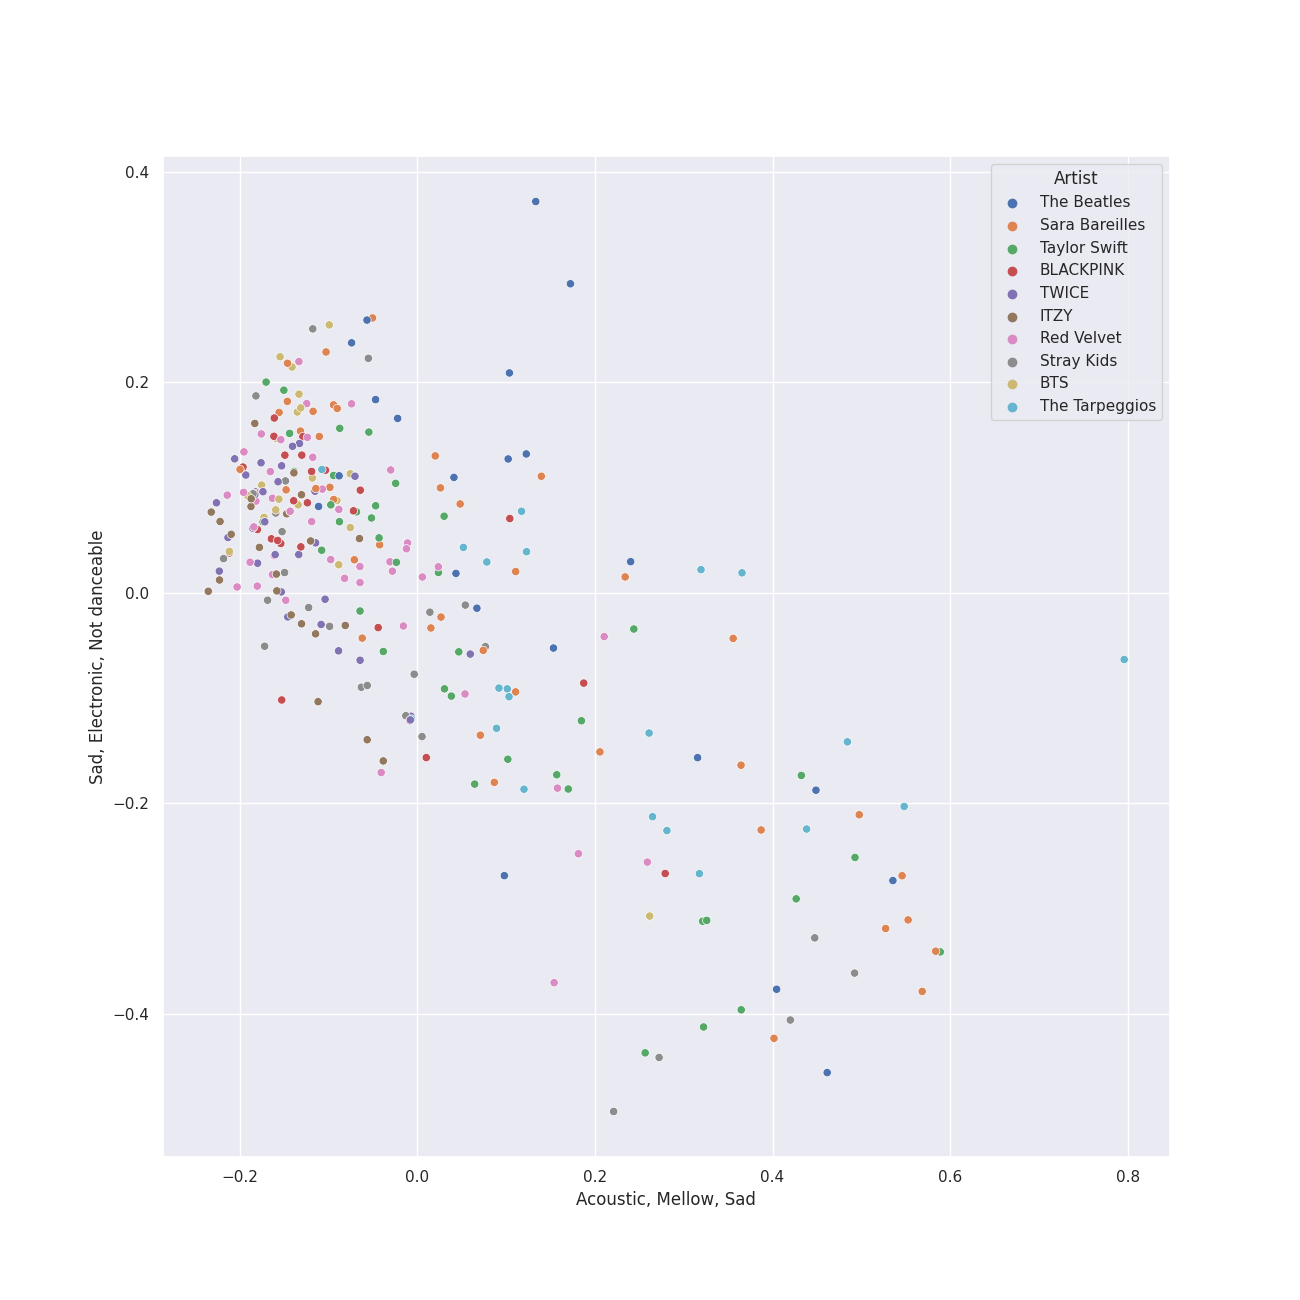 0.4
0.2
0.0
−0.2
−0.4
Sad, Electronic, Not danceable
Artist
The Beatles
Sara Bareilles
Taylor Swift
BLACKPINK
TWICE
ITZY
Red Velvet
Stray Kids
BTS
The Tarpeggios
−0.2 0.0 0.2 0.4 0.6 0.8
Acoustic, Mellow, Sad